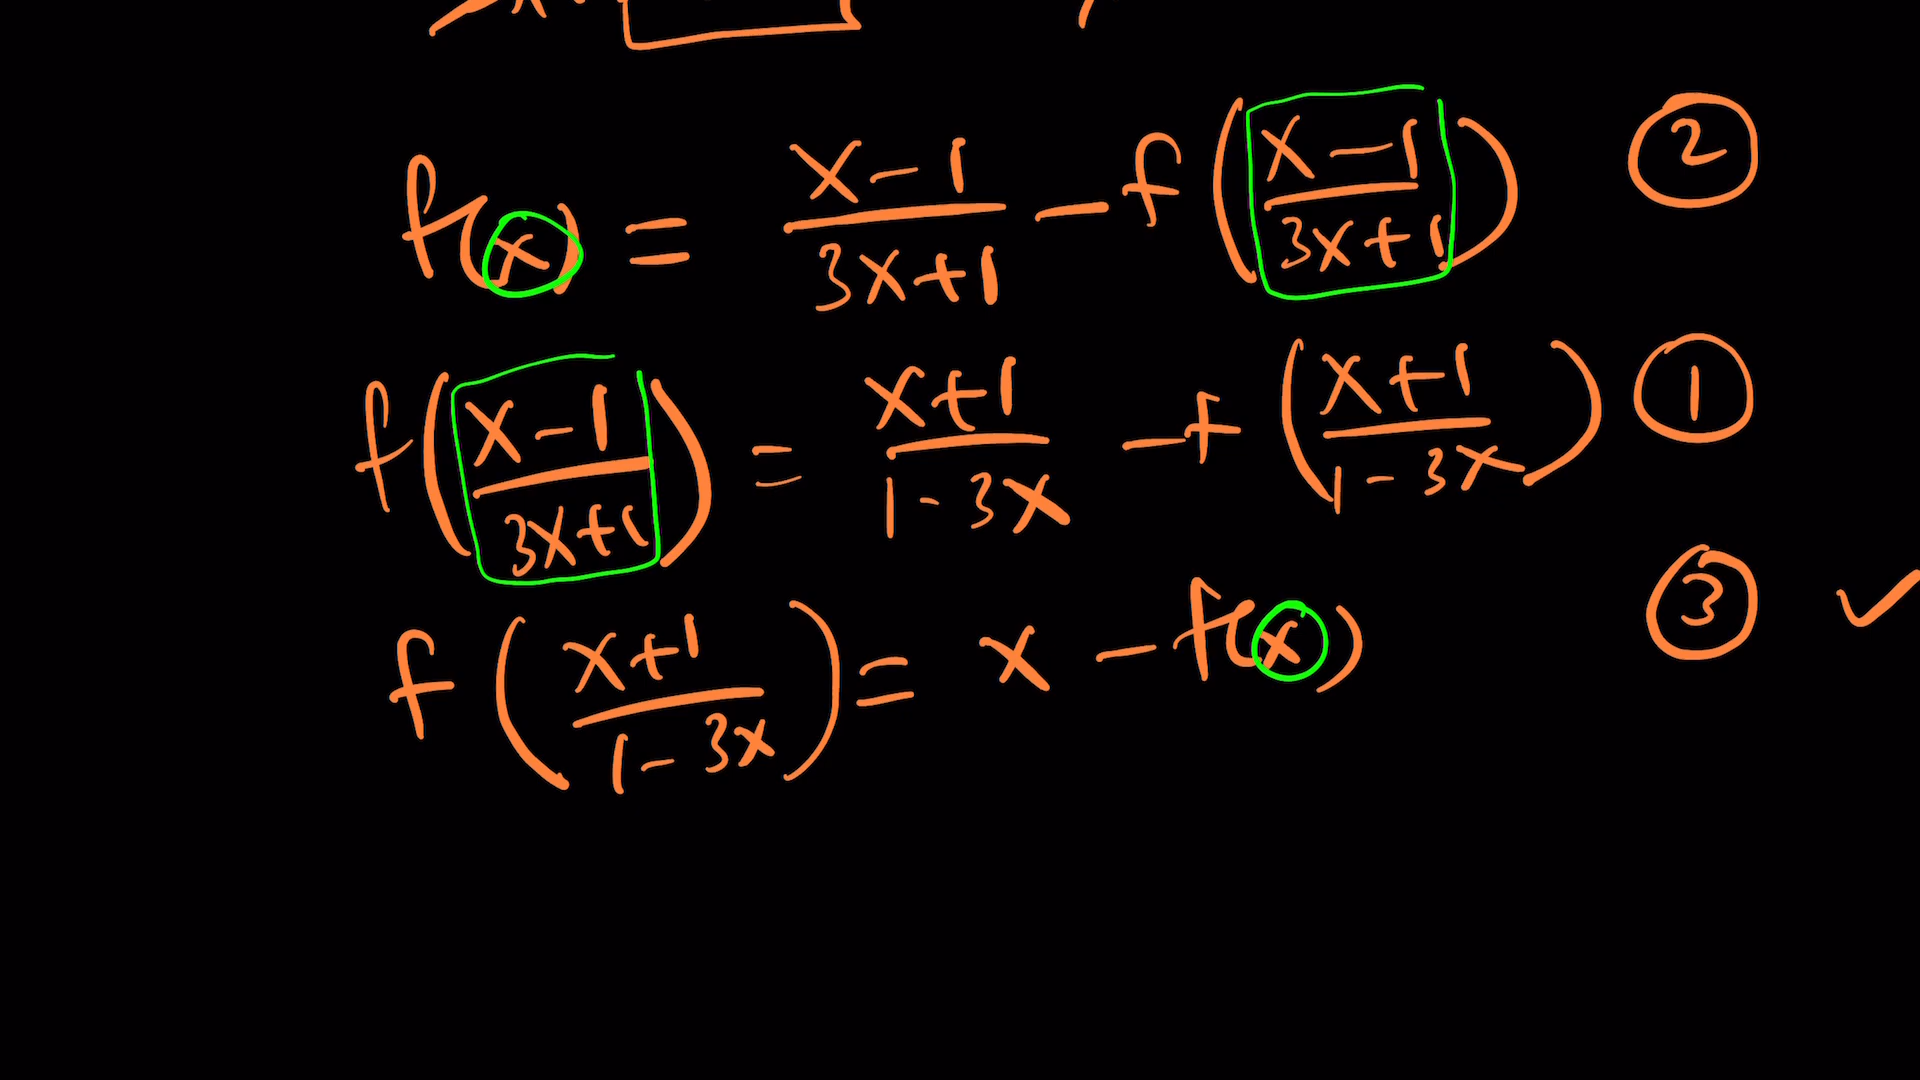 f(x) = (x-1)/(3x+1) - f((x-1)/(3x+1)) ②
f((x-1)/(3x+1)) = (x+1)/(1-3x) - f((x+1)/(1-3x)) ①
f((x+1)/(1-3x)) = x - f(x) ③ ✓